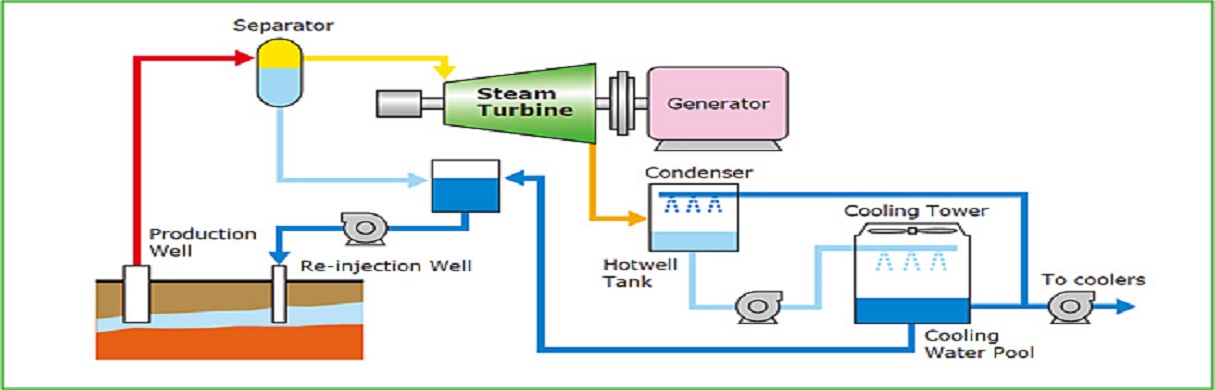 Separator
Steam
Turbine
Generator
Condenser
Cooling Tower
Production
Well
Re-injection Well
Hotwell
Tank
To coolers
Cooling
Water Pool